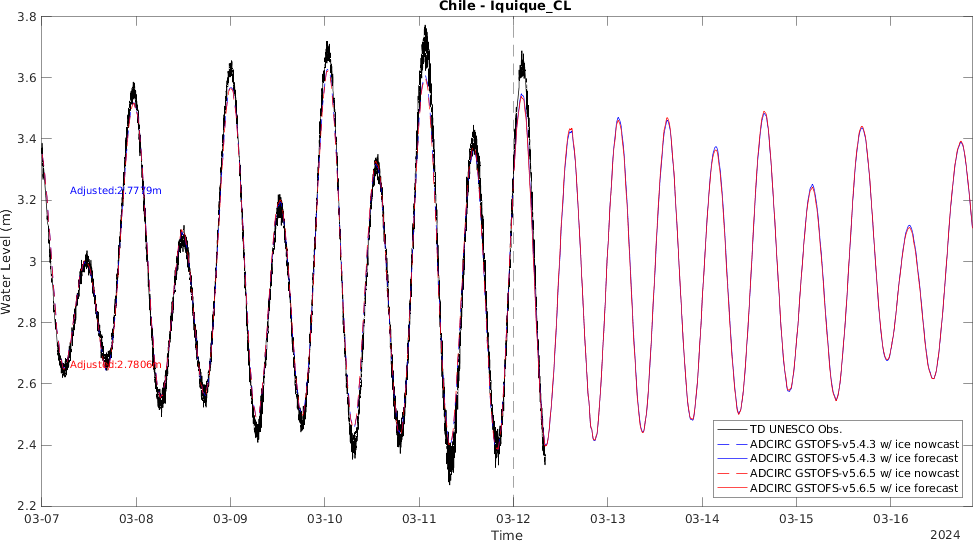 Chile - Iquique_CL
3.8
3.6
3.4
3.2
3
2.8
2.6
2.4
2.2
Water Level (m)
Adjusted:2.7779m
Adjusted:2.7806m
TD UNESCO Obs.
ADCIRC GSTOFS-v5.4.3 w/ ice nowcast
ADCIRC GSTOFS-v5.4.3 w/ ice forecast
ADCIRC GSTOFS-v5.6.5 w/ ice nowcast
ADCIRC GSTOFS-v5.6.5 w/ ice forecast
03-07 03-08 03-09 03-10 03-11 03-12 03-13 03-14 03-15 03-16
Time
2024